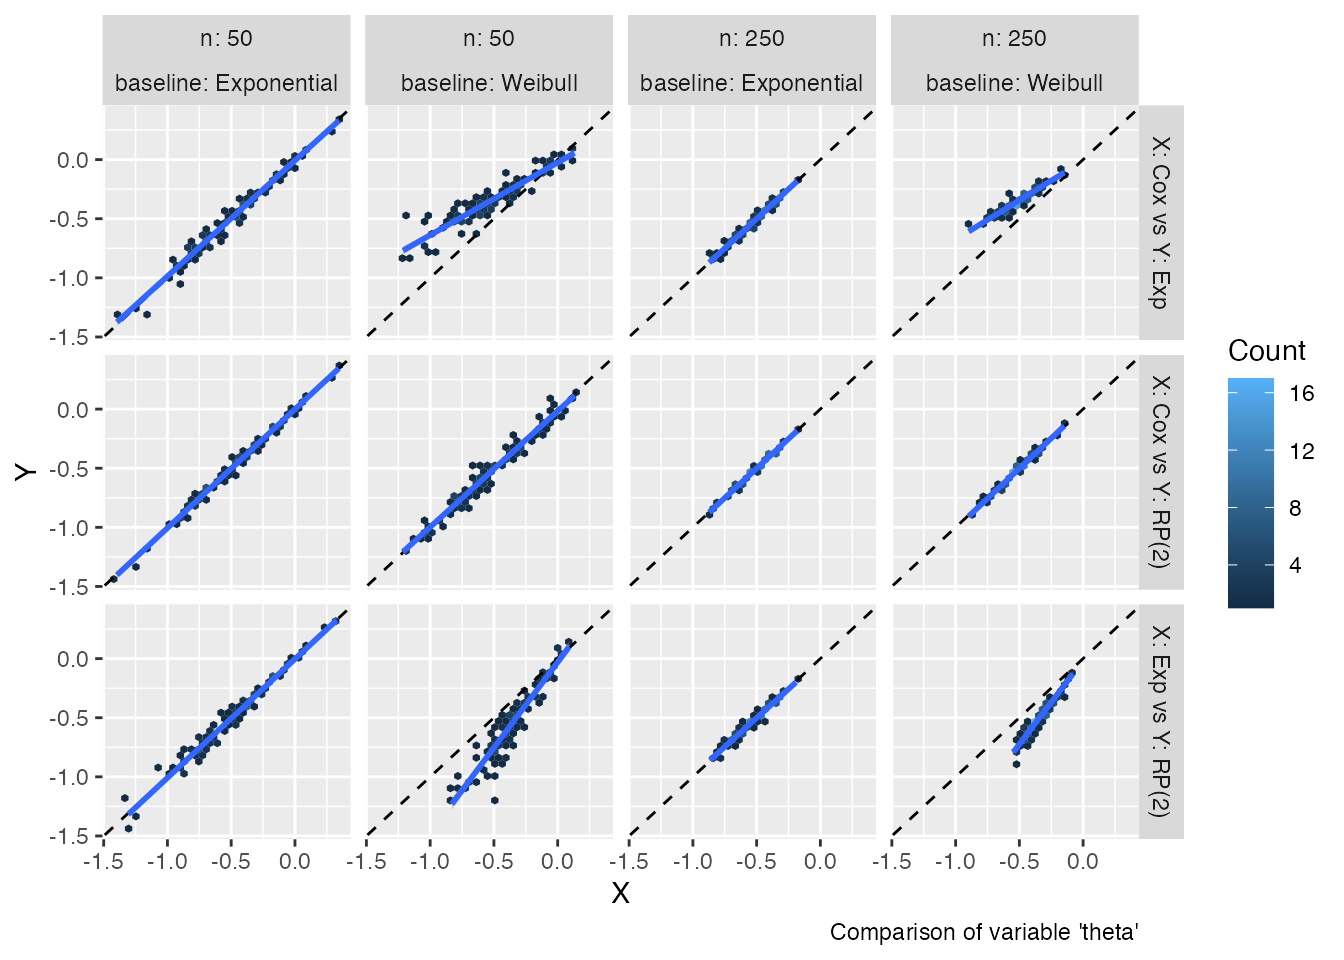 n: 50
n: 50
n: 250
n: 250
baseline: Exponential
baseline: Weibull
baseline: Exponential
baseline: Weibull
0.0
-0.5
-1.0
-1.5
X: Cox vs Y: Exp
0.0
-0.5
-1.0
-1.5
X: Cox vs Y: RP(2)
0.0
-0.5
-1.0
-1.5
X: Exp vs Y: RP(2)
Y
-1.5
-1.0
-0.5
0.0
-1.5
-1.0
-0.5
0.0
-1.5
-1.0
-0.5
0.0
-1.5
-1.0
-0.5
0.0
X
Count
16
12
8
4
Comparison of variable 'theta'